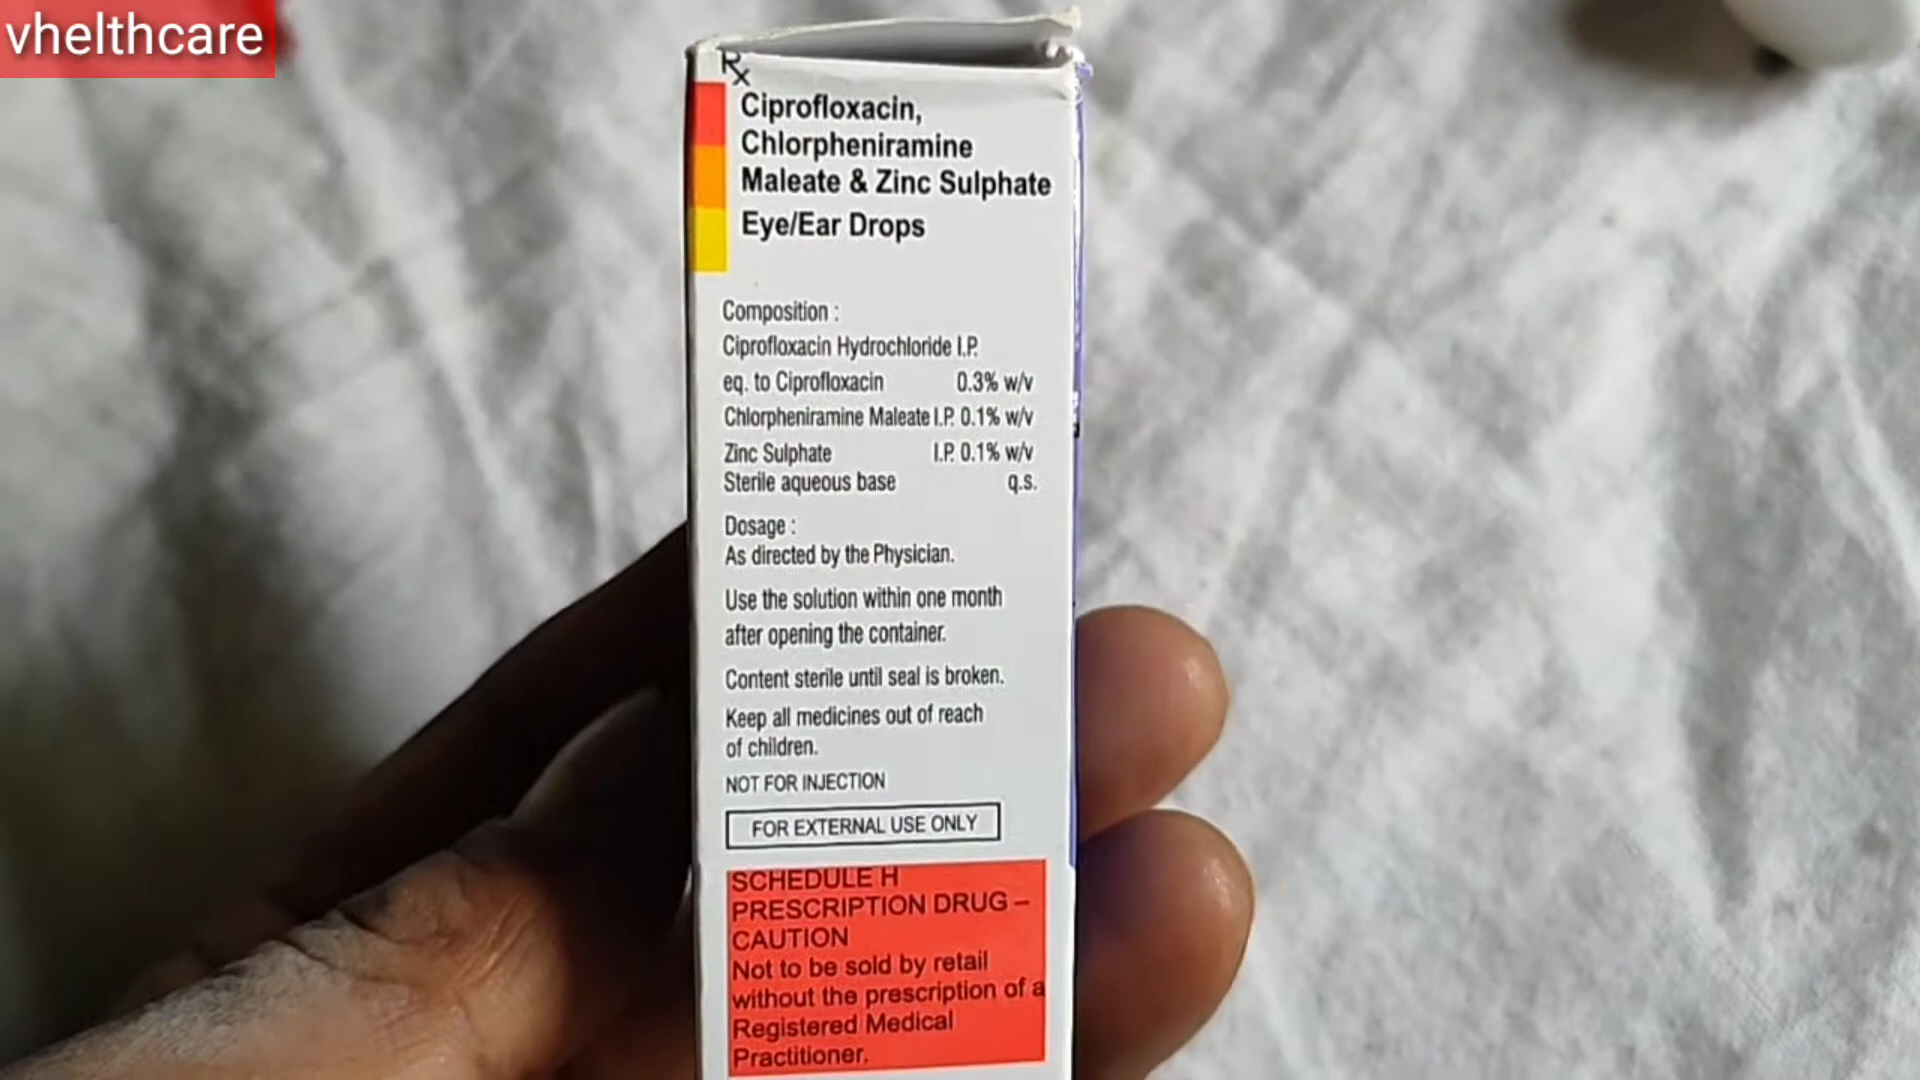 vhelthcare
Rx
Ciprofloxacin,
Chlorpheniramine
Maleate & Zinc Sulphate
Eye/Ear Drops
Composition :
Ciprofloxacin Hydrochloride I.P.
eq. to Ciprofloxacin 0.3% w/v
Chlorpheniramine Maleate I.P. 0.1% w/v
Zinc Sulphate I.P. 0.1% w/v
Sterile aqueous base q.s.
Dosage :
As directed by the Physician.
Use the solution within one month
after opening the container.
Content sterile until seal is broken.
Keep all medicines out of reach
of children.
NOT FOR INJECTION
FOR EXTERNAL USE ONLY
SCHEDULE H
PRESCRIPTION DRUG –
CAUTION
Not to be sold by retail
without the prescription of a
Registered Medical
Practitioner.